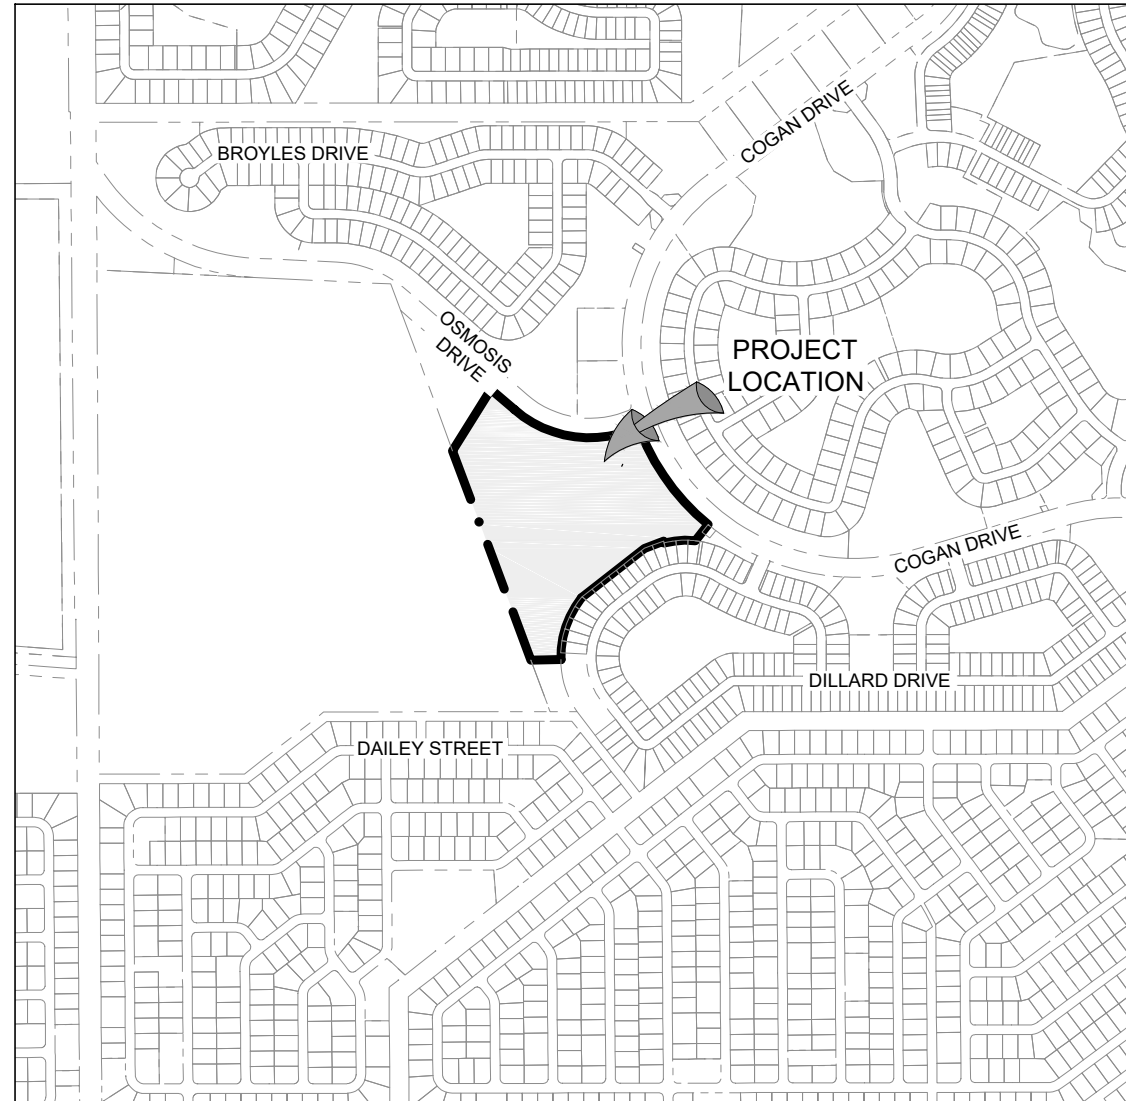 COGAN DRIVE
BROYLES DRIVE
OSMOSIS
DRIVE
PROJECT
LOCATION
COGAN DRIVE
DILLARD DRIVE
DAILEY STREET